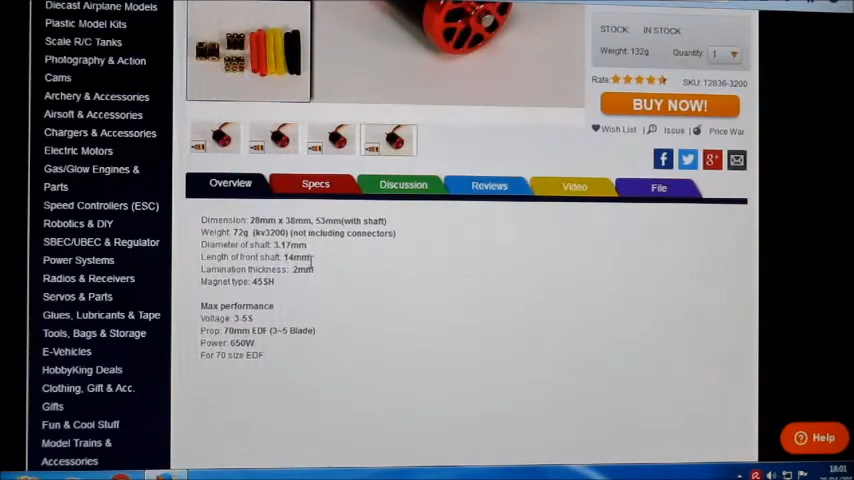 Diecast Airplane Models
Plastic Model Kits
Scale R/C Tanks
Photography & Action
Cams
Archery & Accessories
Airsoft & Accessories
Chargers & Accessories
Electric Motors
Gas/Glow Engines &
Parts
Speed Controllers (ESC)
Robotics & DIY
SBEC/UBEC & Regulator
Power Systems
Radios & Receivers
Servos & Parts
Glues, Lubricants & Tape
Tools, Bags & Storage
E-Vehicles
HobbyKing Deals
Clothing, Gift & Acc.
Gifts
Fun & Cool Stuff
Model Trains &
Accessories
STOCK: IN STOCK
Weight: 132g Quantity: 1
Rate: SKU: T2836-3200
BUY NOW!
Wish List | Issue | Price War
f g+
Overview Specs Discussion Reviews Video File
Dimension: 28mm x 38mm, 53mm(with shaft)
Weight: 72g (kv3200) (not including connectors)
Diameter of shaft: 3.17mm
Length of front shaft: 14mm
Lamination thickness: .2mm
Magnet type: 45SH
Max performance
Voltage: 3-5S
Prop: 70mm EDF (3~5 Blade)
Power: 650W
For 70 size EDF
? Help
18:01